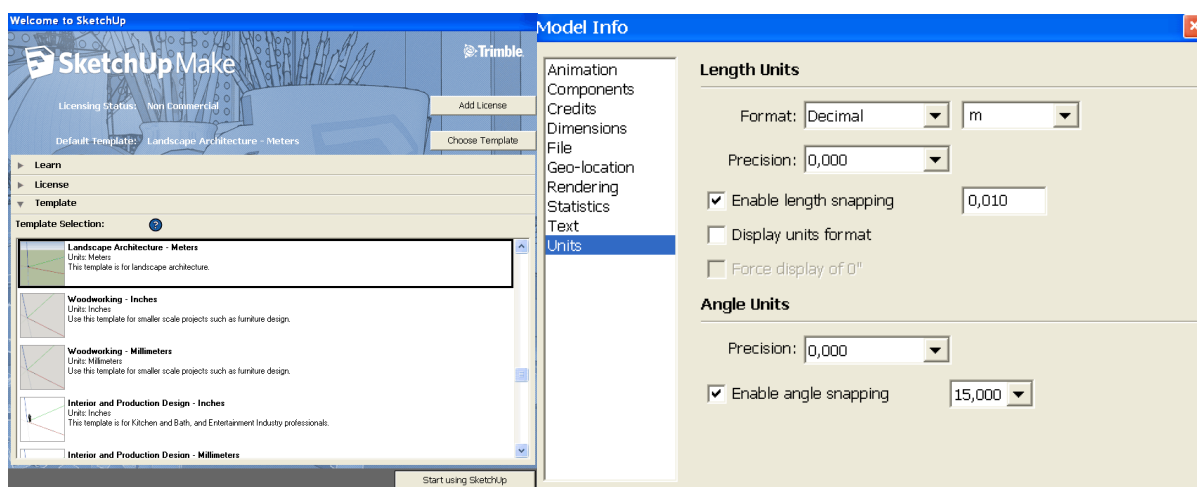 Welcome to SketchUp
Trimble
SketchUp Make
Licensing Status: Non Commercial
Add License
Default Template: Landscape Architecture - Meters
Choose Template
Learn
License
Template
Template Selection:
?
Landscape Architecture - Meters
Units: Meters
This template is for landscape architecture.
Woodworking - Inches
Units: Inches
Use this template for smaller scale projects such as furniture design.
Woodworking - Millimeters
Units: Millimeters
Use this template for smaller scale projects such as furniture design.
Interior and Production Design - Inches
Units: Inches
This template is for Kitchen and Bath, and Entertainment Industry professionals.
Interior and Production Design - Millimeters
Start using SketchUp
Model Info
Animation
Components
Credits
Dimensions
File
Geo-location
Rendering
Statistics
Text
Units
Length Units
Format: Decimal m
Precision: 0,000
Enable length snapping 0,010
Display units format
Force display of 0"
Angle Units
Precision: 0,000
Enable angle snapping 15,000